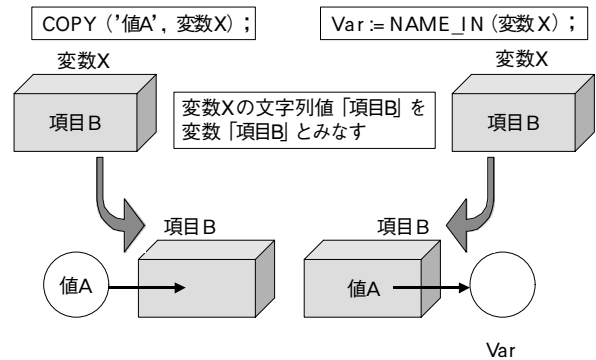 COPY（'値A', 変数X）;
Var := NAME_IN（変数X）;
変数X
変数X
項目B
変数Xの文字列値「項目B」を
変数「項目B」とみなす
項目B
項目B
項目B
値A
値A
Var